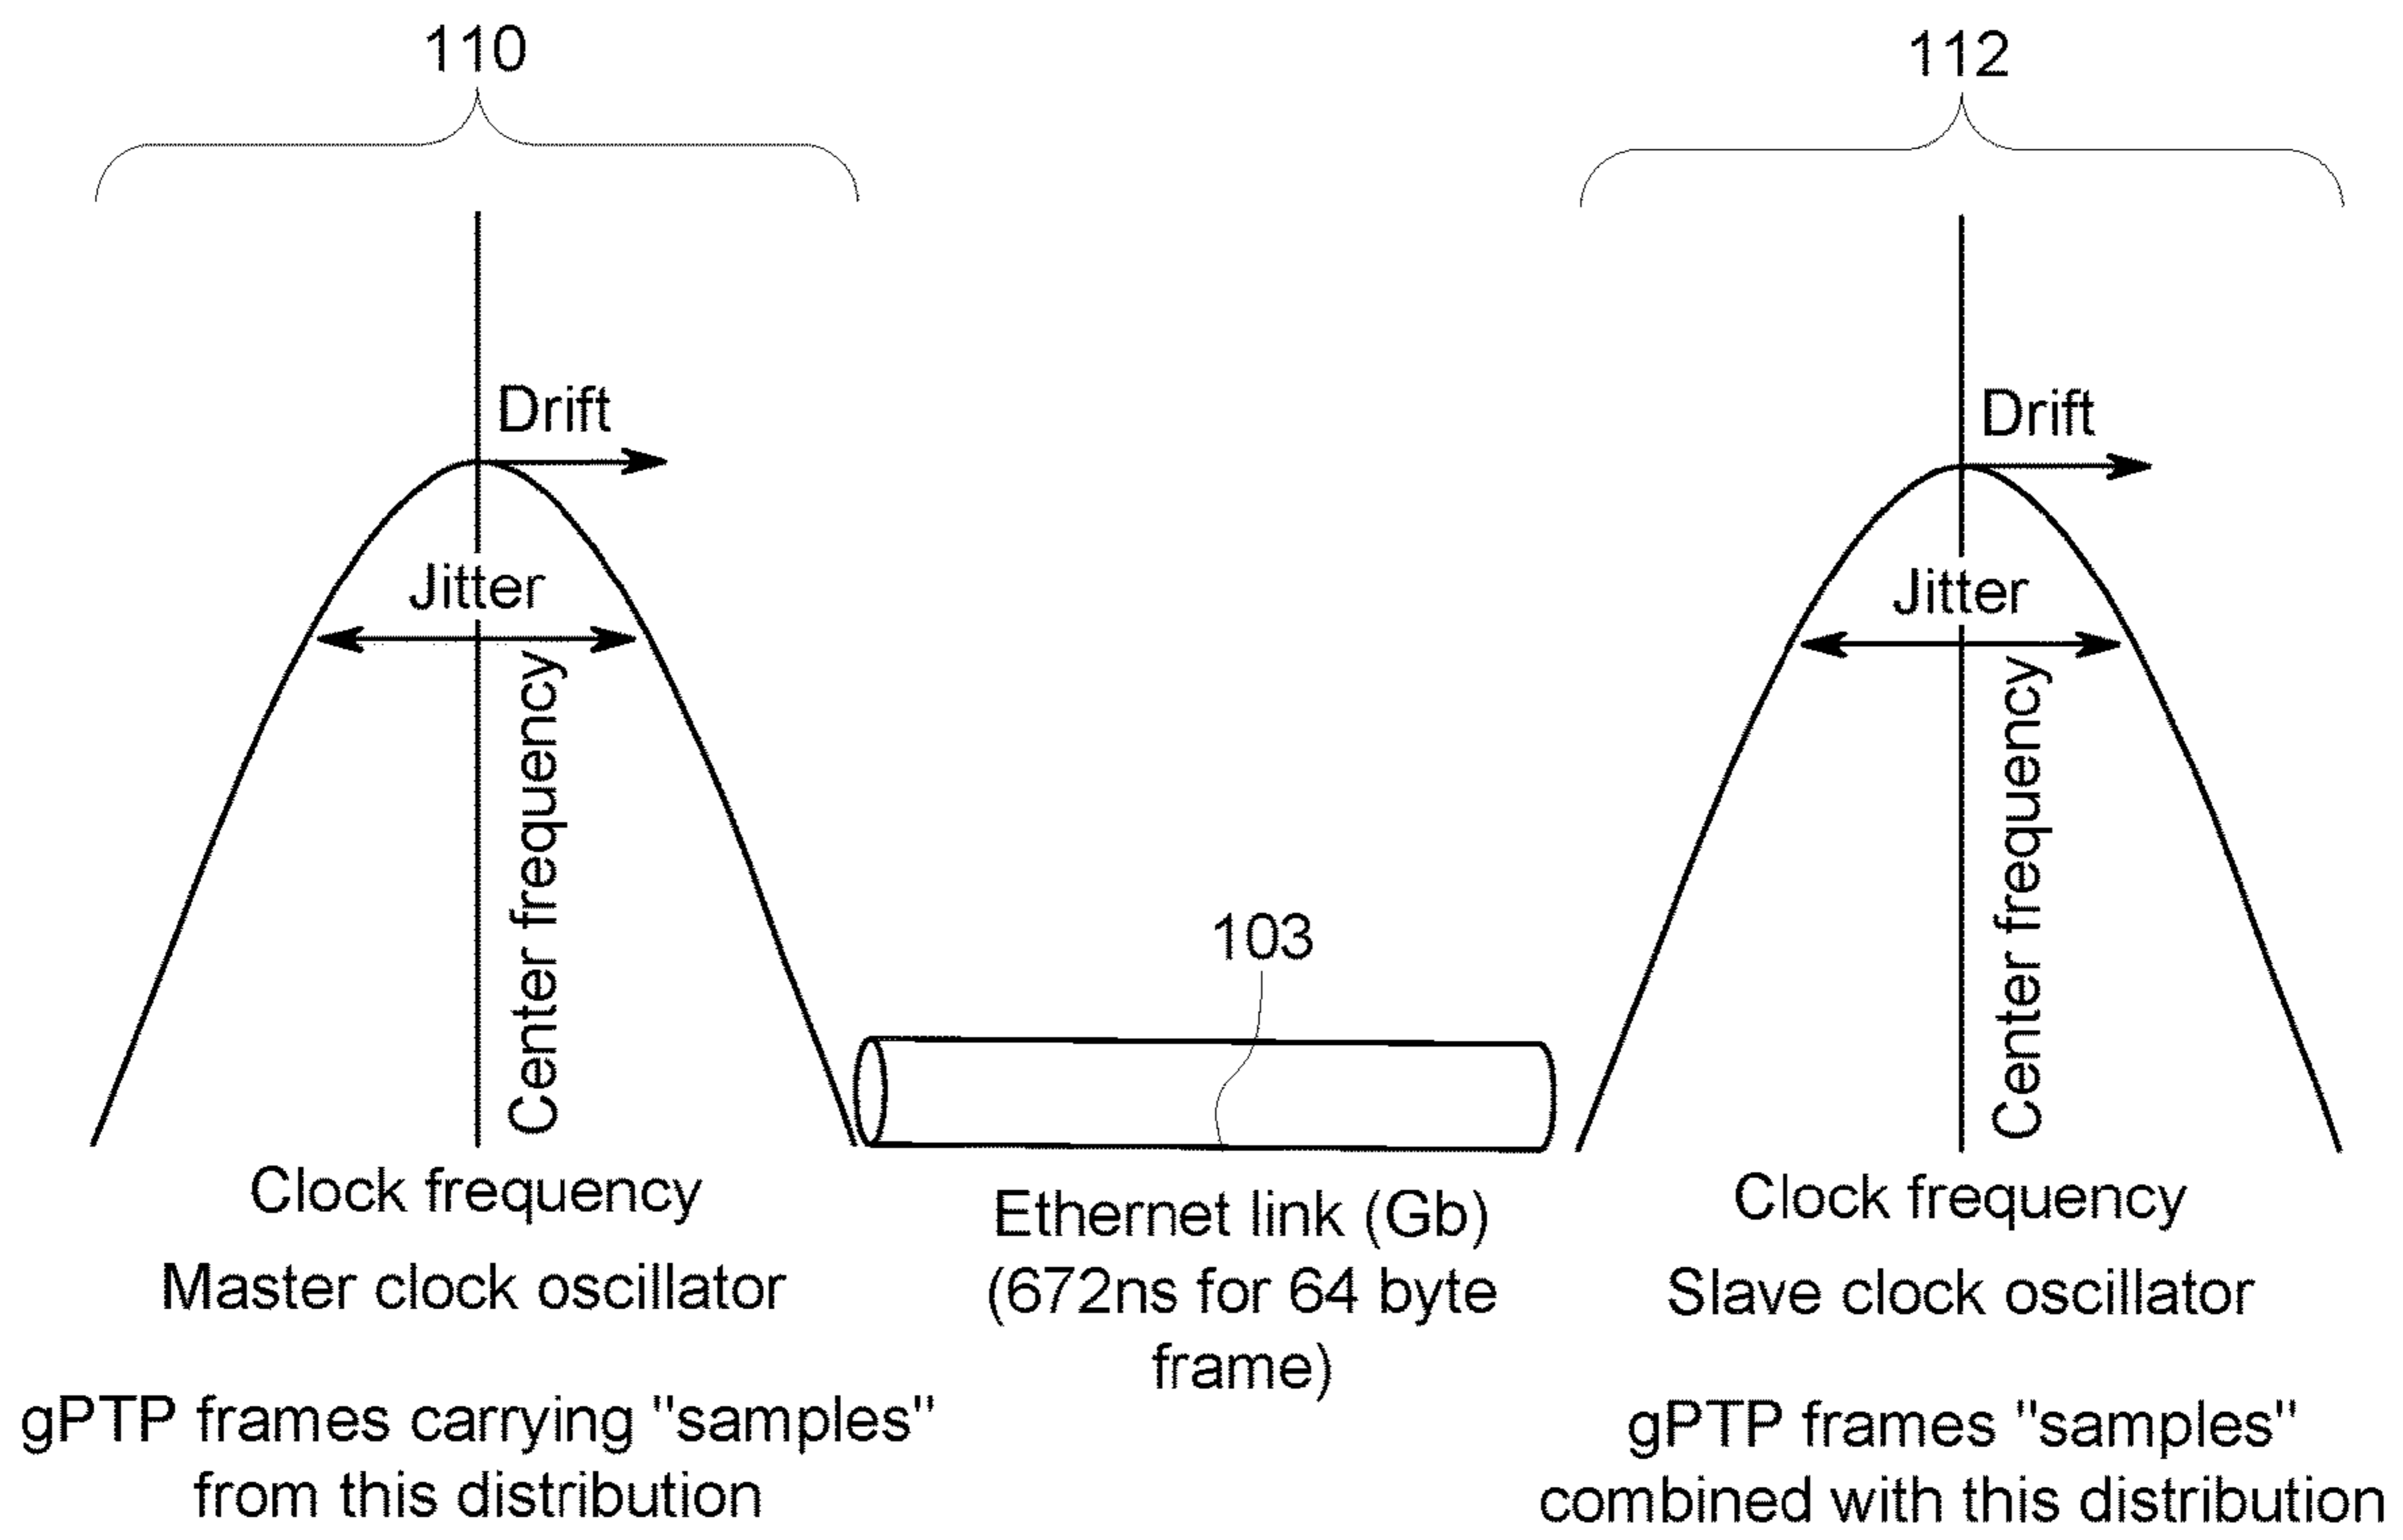 110
112
Drift
Drift
Jitter
Jitter
Center frequency
Center frequency
103
Clock frequency
Master clock oscillator
gPTP frames carrying "samples"
from this distribution
Ethernet link (Gb)
(672ns for 64 byte
frame)
Clock frequency
Slave clock oscillator
gPTP frames "samples"
combined with this distribution